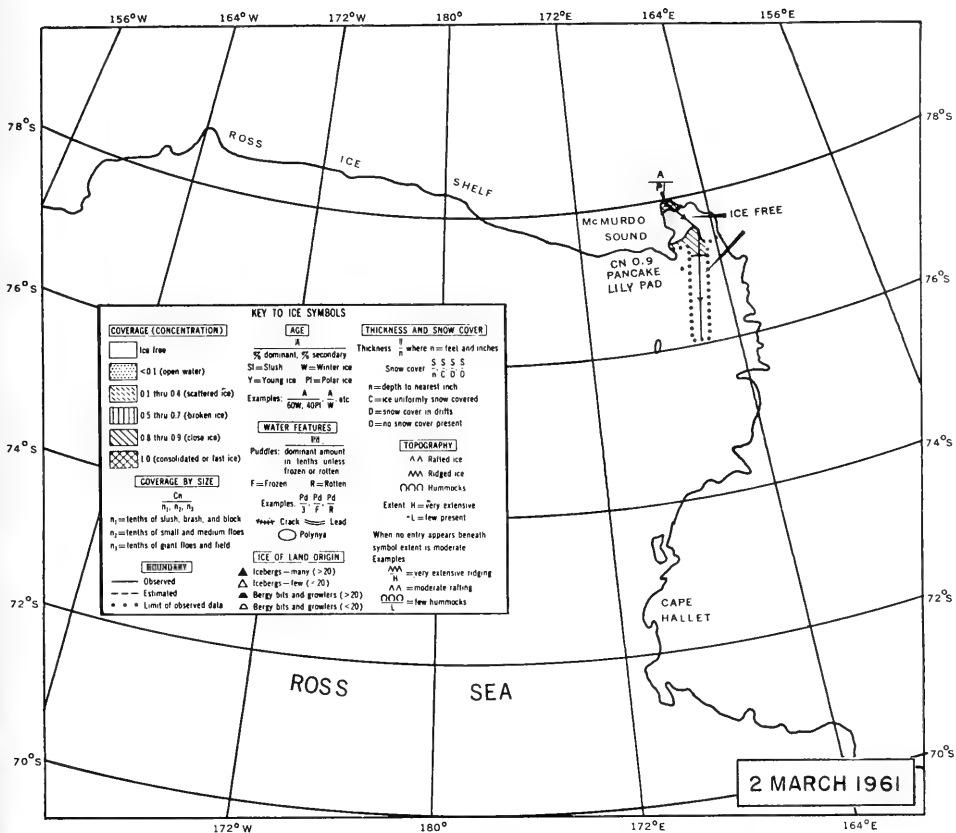 156°W 164°W 172°W 180° 172°E 164°E 156°E
78°S 78°S
ROSS ICE SHELF
A
P
McMURDO SOUND
ICE FREE
CN 0.9
PANCAKE
LILY PAD
76°S 76°S
KEY TO ICE SYMBOLS
COVERAGE (CONCENTRATION)
Ice free
<0.1 (open water)
0.1 thru 0.4 (scattered ice)
0.5 thru 0.7 (broken ice)
0.8 thru 0.9 (close ice)
1.0 (consolidated or fast ice)
COVERAGE BY SIZE
Cn
n1, n2, n3
n1=tenths of slush, brash, and block
n2=tenths of small and medium floes
n3=tenths of giant floes and field
BOUNDARY
Observed
Estimated
Limit of observed data
AGE
A
% dominant, % secondary
Sl=Slush W=Winter ice
Y=Young ice Pl=Polar ice
Examples: A/60W, 40Pl, A/W, etc
WATER FEATURES
Pd
Puddles: dominant amount
in tenths unless
frozen or rotten
F=Frozen R=Rotten
Examples. Pd/3, Pd/F, Pd/R
Crack Lead
Polynya
ICE OF LAND ORIGIN
Icebergs—many (>20)
Icebergs—few (<20)
Bergy bits and growlers (>20)
Bergy bits and growlers (<20)
THICKNESS AND SNOW COVER
Thickness /n where n=feet and inches
Snow cover S/n, S/C, S/D, S/O
n=depth to nearest inch
C=ice uniformly snow covered
D=snow cover in drifts
O=no snow cover present
TOPOGRAPHY
Rafted ice
Ridged ice
Hummocks
Extent H=very extensive
L=few present
When no entry appears beneath
symbol extent is moderate
Examples
H =very extensive ridging
=moderate rafting
L =few hummocks
74°S 74°S
72°S 72°S
CAPE
HALLET
ROSS SEA
70°S 70°S
2 MARCH 1961
172°W 180° 172°E 164°E